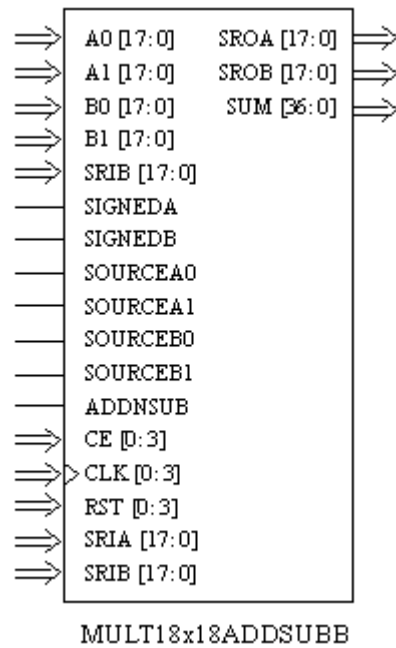 A0 [17:0] SROA [17:0]
A1 [17:0] SROB [17:0]
B0 [17:0] SUM [36:0]
B1 [17:0]
SRIB [17:0]
SIGNEDA
SIGNEDB
SOURCEA0
SOURCEA1
SOURCEB0
SOURCEB1
ADDNSUB
CE [0:3]
CLK [0:3]
RST [0:3]
SRIA [17:0]
SRIB [17:0]
MULT18x18ADDSUBB